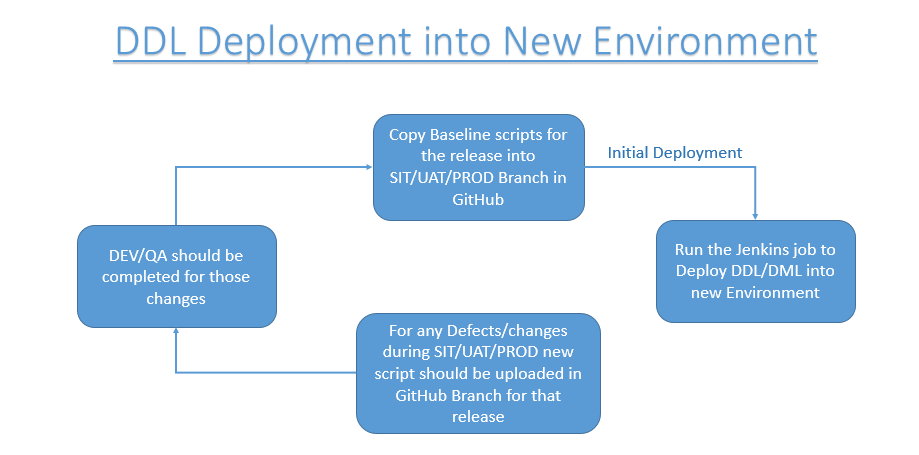 DDL Deployment into New Environment
Copy Baseline scripts for
the release into
SIT/UAT/PROD Branch in
GitHub
Initial Deployment
Run the Jenkins job to
Deploy DDL/DML into
new Environment
DEV/QA should be
completed for those
changes
For any Defects/changes
during SIT/UAT/PROD new
script should be uploaded in
GitHub Branch for that
release